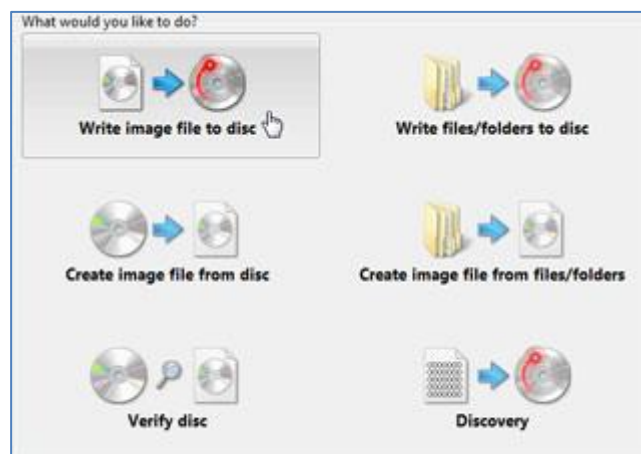 What would you like to do?
Write image file to disc
Write files/folders to disc
Create image file from disc
Create image file from files/folders
Verify disc
Discovery